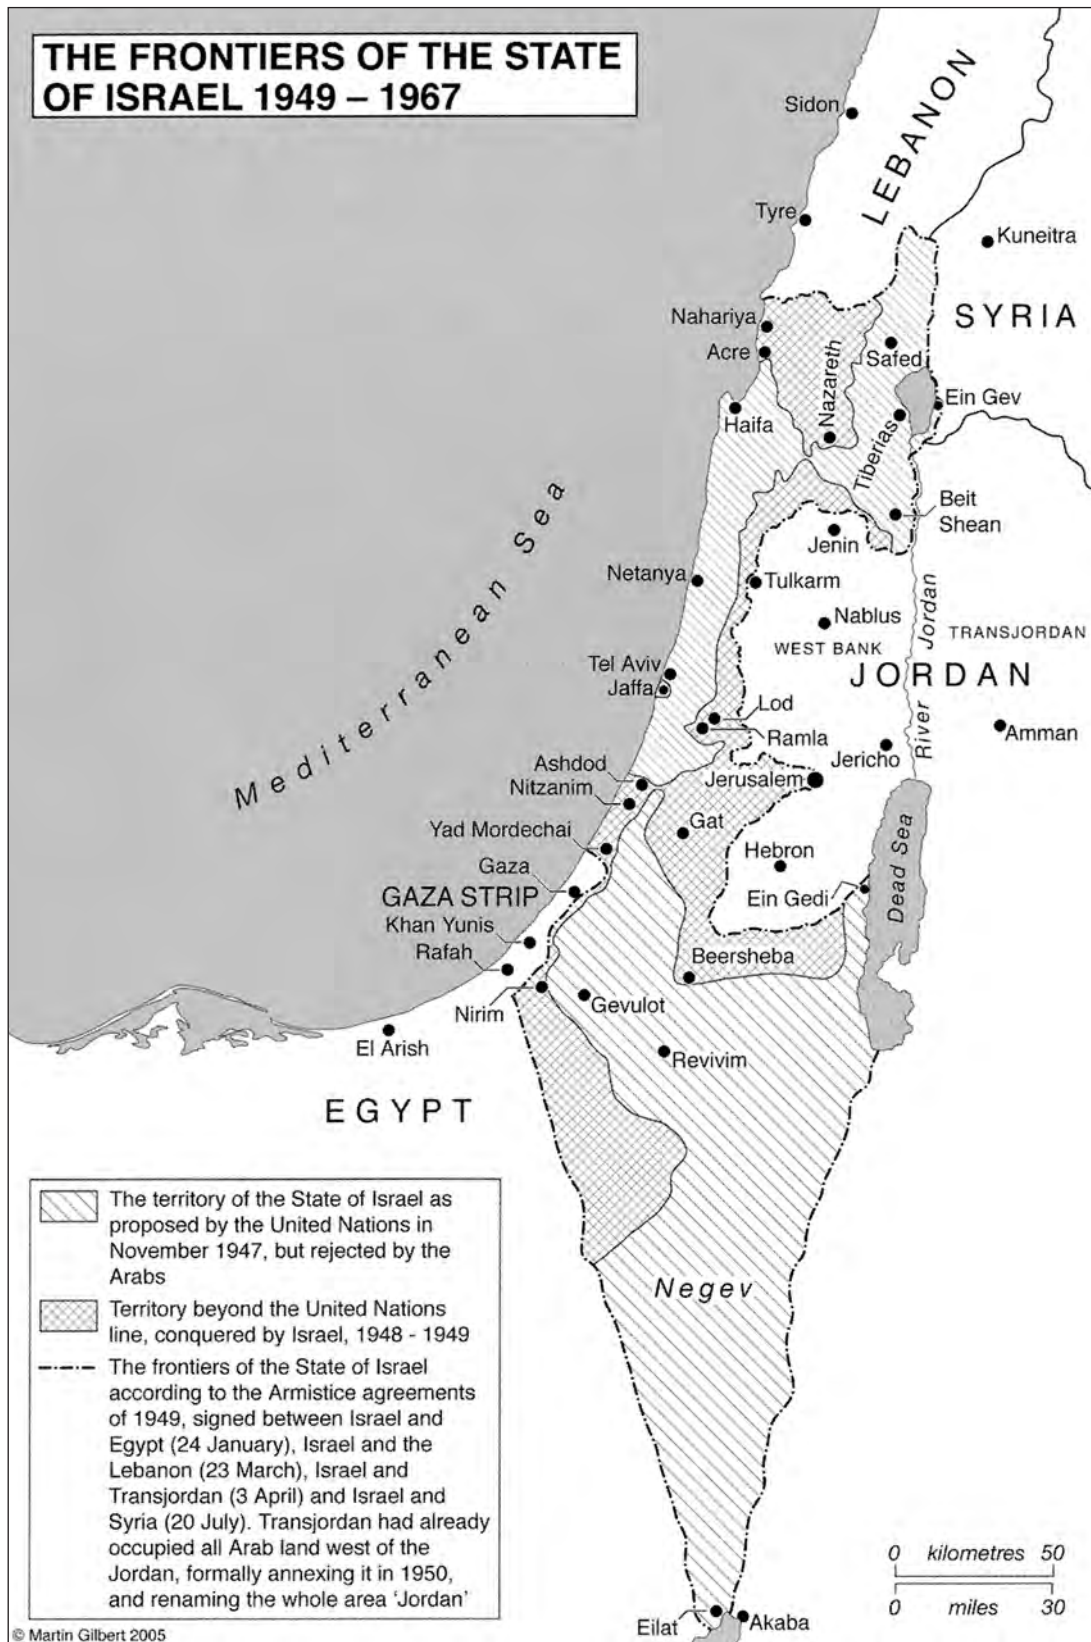 THE FRONTIERS OF THE STATE
OF ISRAEL 1949 – 1967
Sidon
LEBANON
Tyre
Kuneitra
SYRIA
Nahariya
Acre
Nazareth
Safed
Haifa
Ein Gev
Tiberias
Mediterranean Sea
Beit
Shean
Jenin
Netanya
Tulkarm
Nablus
River Jordan
TRANSJORDAN
WEST BANK
JORDAN
Tel Aviv
Jaffa
Lod
Ramla
Amman
Jericho
Ashdod
Jerusalem
Nitzanim
Gat
Yad Mordechai
Hebron
Gaza
Dead Sea
GAZA STRIP
Ein Gedi
Khan Yunis
Rafah
Beersheba
Nirim
Gevulot
El Arish
Revivim
EGYPT
The territory of the State of Israel as
proposed by the United Nations in
November 1947, but rejected by the
Arabs
Territory beyond the United Nations
line, conquered by Israel, 1948 - 1949
The frontiers of the State of Israel
according to the Armistice agreements
of 1949, signed between Israel and
Egypt (24 January), Israel and the
Lebanon (23 March), Israel and
Transjordan (3 April) and Israel and
Syria (20 July). Transjordan had already
occupied all Arab land west of the
Jordan, formally annexing it in 1950,
and renaming the whole area ‘Jordan’
Negev
0 kilometres 50
0 miles 30
Eilat
Akaba
© Martin Gilbert 2005